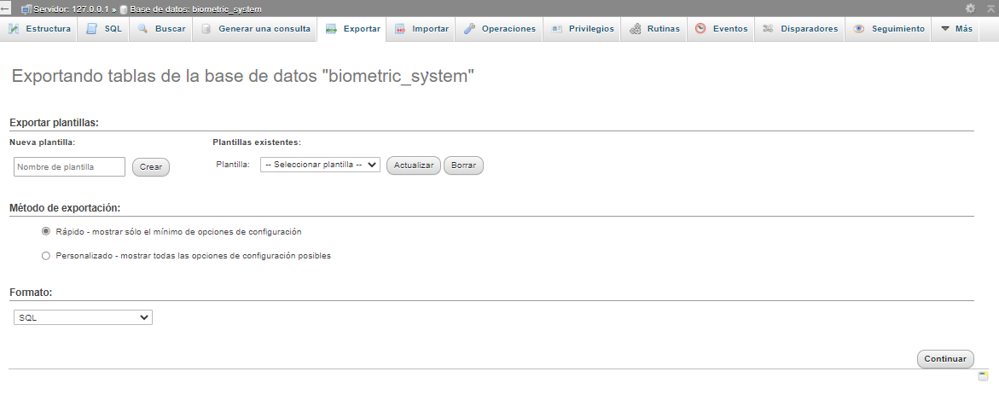 Servidor: 127.0.0.1 » Base de datos: biometric_system
Estructura SQL Buscar Generar una consulta Exportar Importar Operaciones Privilegios Rutinas Eventos Disparadores Seguimiento Más
Exportando tablas de la base de datos "biometric_system"
Exportar plantillas:
Nueva plantilla: Plantillas existentes:
Nombre de plantilla Crear Plantilla: -- Seleccionar plantilla -- Actualizar Borrar
Método de exportación:
Rápido - mostrar sólo el mínimo de opciones de configuración
Personalizado - mostrar todas las opciones de configuración posibles
Formato:
SQL
Continuar